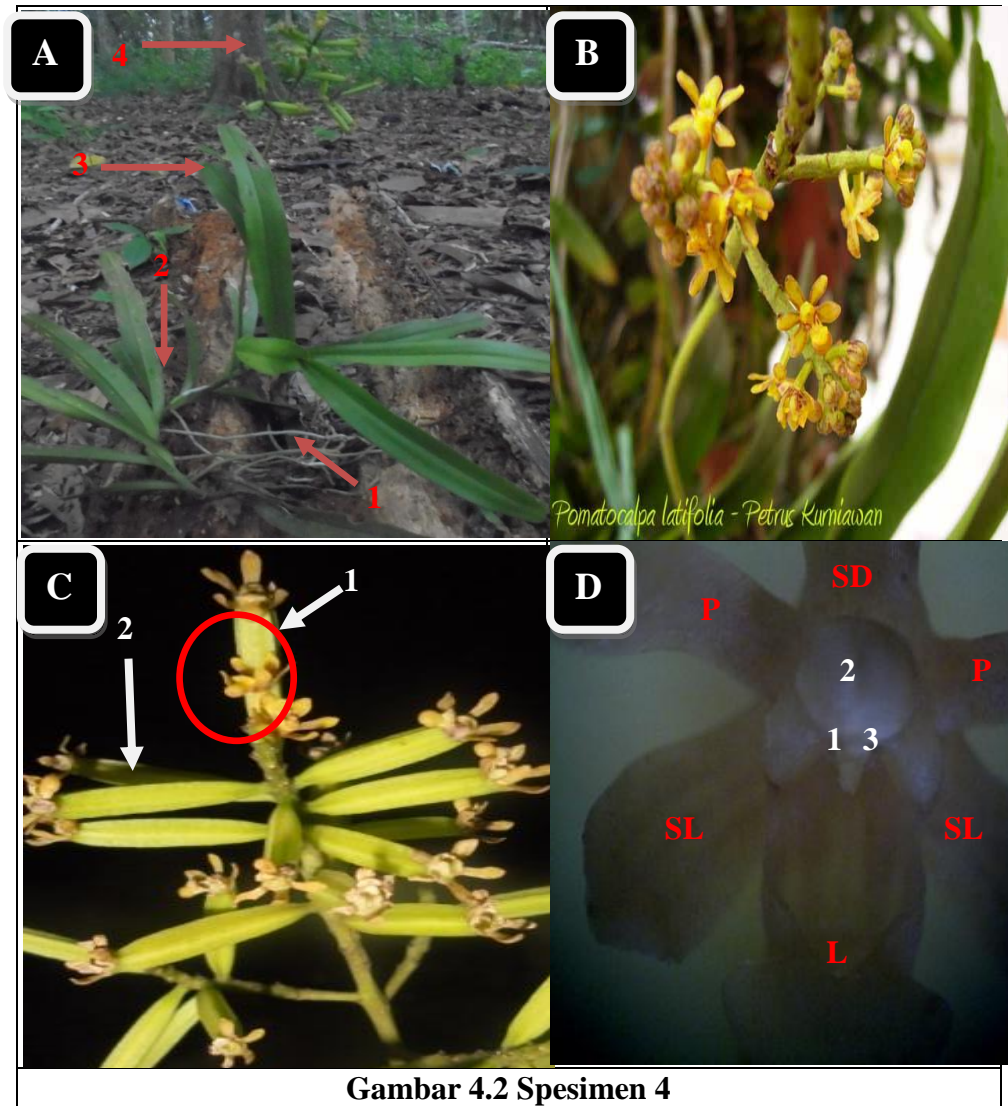 A
4
3
2
1
B
Pomatocalpa latifolia - Petrus Kurniawan
C
1
2
D
SD
P
P
2
1 3
SL
SL
L
Gambar 4.2 Spesimen 4